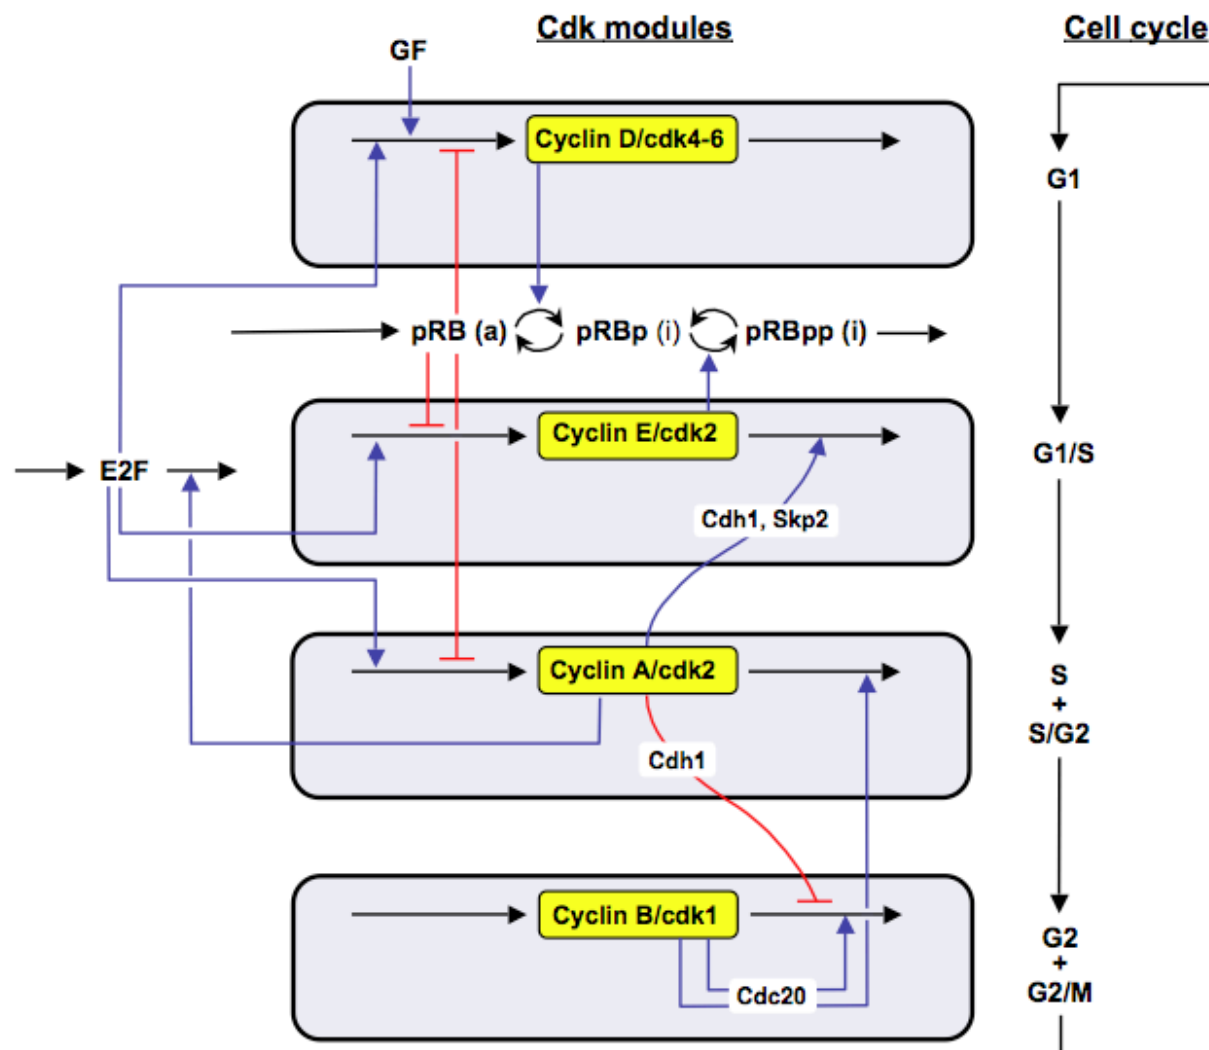 Cdk modules
Cell cycle
GF
Cyclin D/cdk4-6
G1
pRB (a)
pRBp (i)
pRBpp (i)
Cyclin E/cdk2
G1/S
E2F
Cdh1, Skp2
Cyclin A/cdk2
S
+
S/G2
Cdh1
Cyclin B/cdk1
G2
+
G2/M
Cdc20